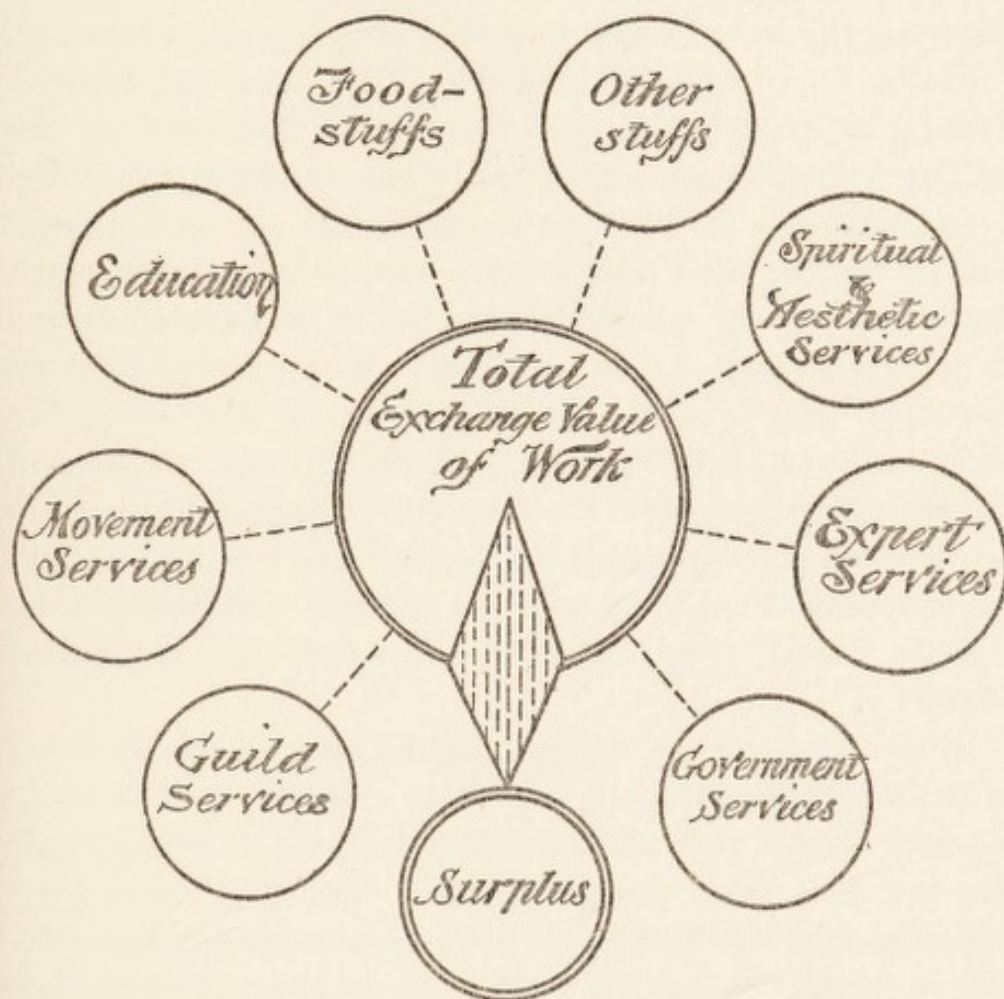 Food-
stuffs
Other
stuffs
Education
Spiritual
&
Aesthetic
Services
Total
Exchange Value
of Work
Movement
Services
Expert
Services
Guild
Services
Government
Services
Surplus